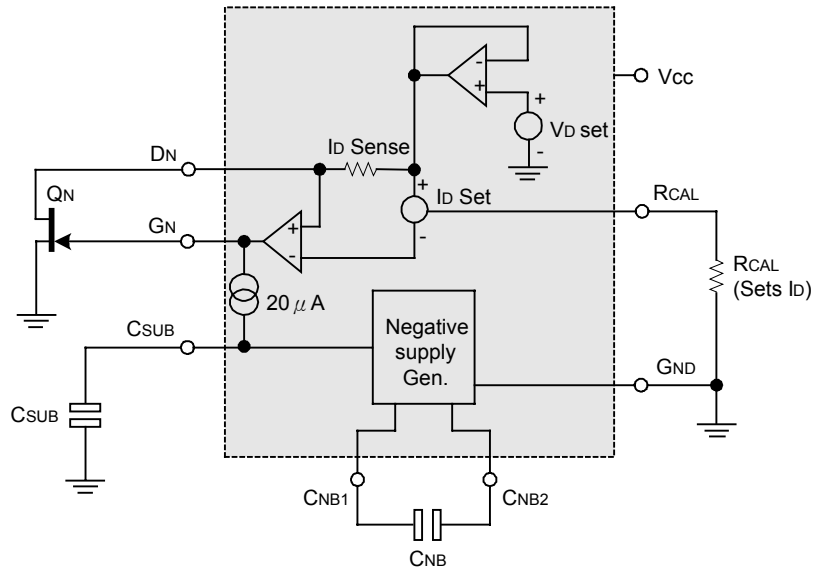 Vcc
-
+
+
VD set
-
ID Sense
DN
QN
+
ID Set
-
RCAL
GN
+
-
RCAL
(Sets ID)
20 μ A
CSUB
Negative
supply
Gen.
GND
CSUB
CNB1
CNB2
CNB